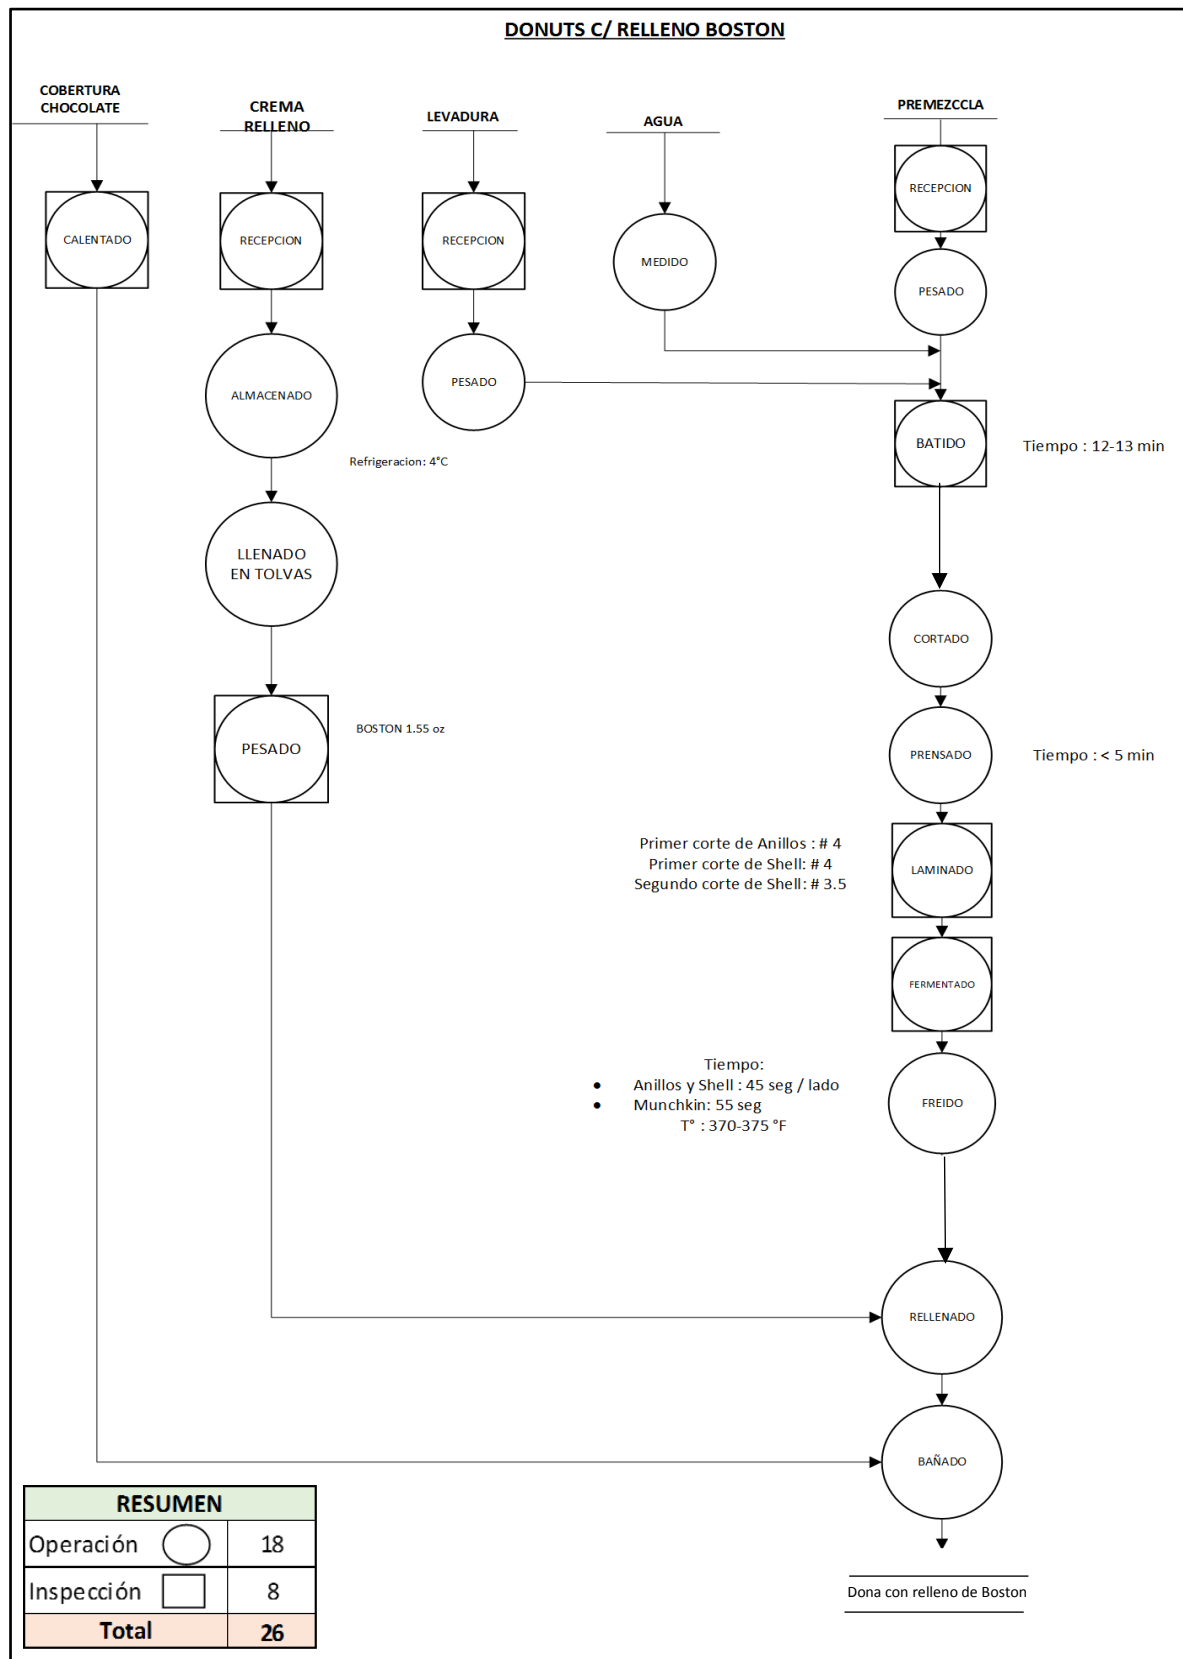 DONUTS C/ RELLENO BOSTON
COBERTURA
CHOCOLATE
CREMA
RELLENO
LEVADURA
AGUA
PREMEZCCLA
CALENTADO
RECEPCION
RECEPCION
MEDIDO
RECEPCION
PESADO
ALMACENADO
Refrigeracion: 4°C
PESADO
BATIDO
Tiempo : 12-13 min
LLENADO
EN TOLVAS
CORTADO
PESADO
BOSTON 1.55 oz
PRENSADO
Tiempo : < 5 min
Primer corte de Anillos : # 4
Primer corte de Shell: # 4
Segundo corte de Shell: # 3.5
LAMINADO
FERMENTADO
Tiempo:
• Anillos y Shell : 45 seg / lado
• Munchkin: 55 seg
T° : 370-375 °F
FREIDO
RELLENADO
BAÑADO
RESUMEN
Operación 18
Inspección 8
Total 26
Dona con relleno de Boston